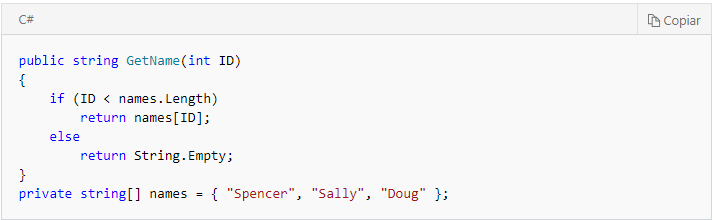 C#
Copiar
public string GetName(int ID)
{
    if (ID < names.Length)
        return names[ID];
    else
        return String.Empty;
}
private string[] names = { "Spencer", "Sally", "Doug" };